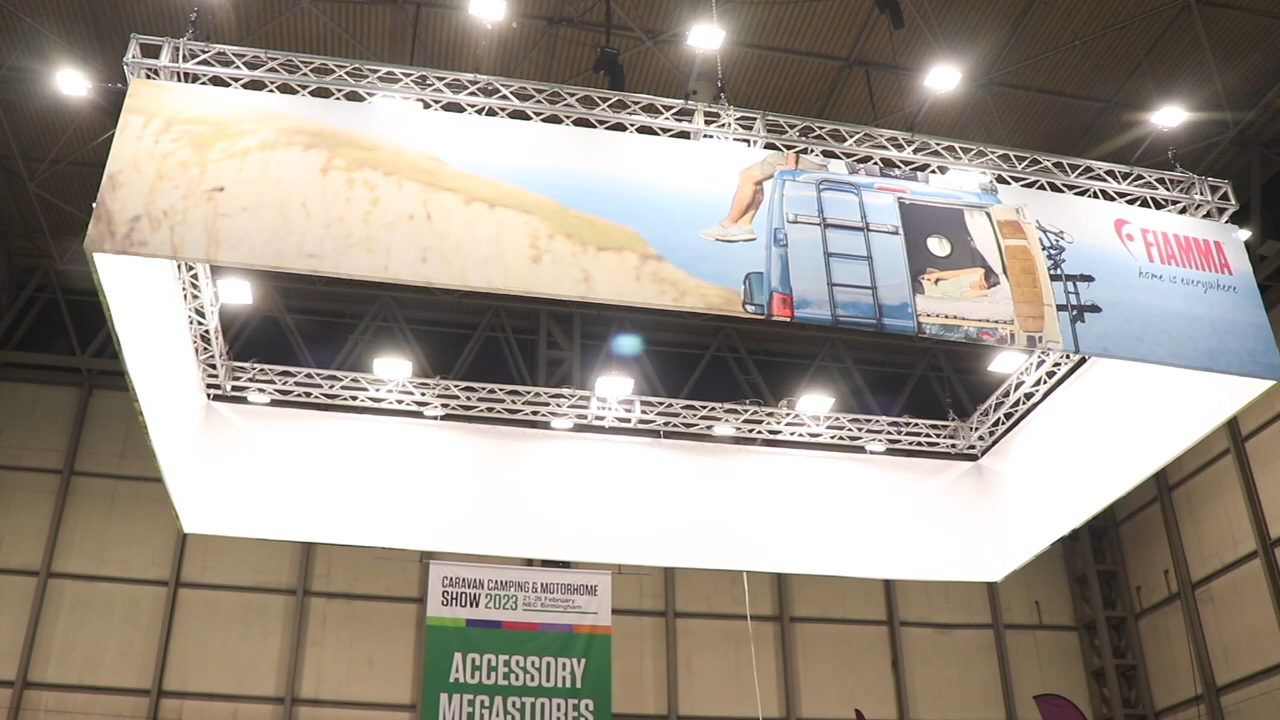 FIAMMA
home is everywhere
CARAVAN CAMPING & MOTORHOME
SHOW 2023 21-26 February
NEC Birmingham
ACCESSORY
MEGASTORES